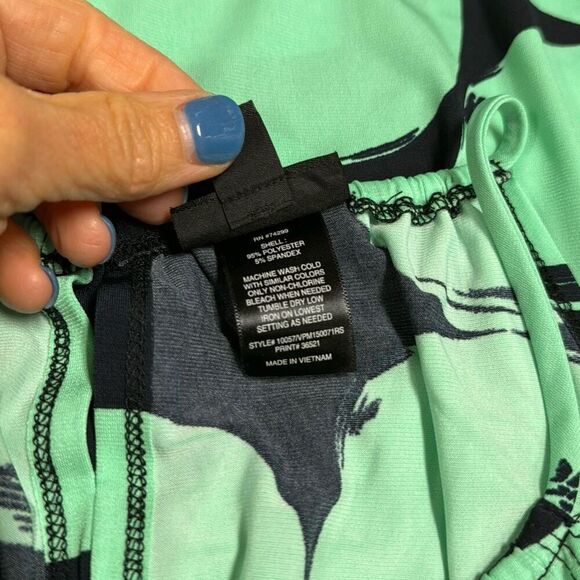 RN #74299
SHELL :
95% POLYESTER
5% SPANDEX
MACHINE WASH COLD
WITH SIMILAR COLORS
ONLY NON-CHLORINE
BLEACH WHEN NEEDED
TUMBLE DRY LOW
IRON ON LOWEST
SETTING AS NEEDED
STYLE# 10057/VPM150071RS
PRINT# 36521
MADE IN VIETNAM